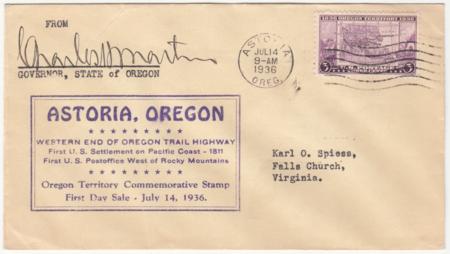 FROM
Charles H. Martin
GOVERNOR, STATE of OREGON
ASTORIA
JUL 14
9-AM
1936
OREG.
1836 OREGON TERRITORY 1936
3 3
ASTORIA, OREGON
WESTERN END OF OREGON TRAIL HIGHWAY
First U. S. Settlement on Pacific Coast - 1811
First U. S. Postoffice West of Rocky Mountains
Oregon Territory Commemorative Stamp
First Day Sale - July 14, 1936.
Karl O. Spiess,
Falls Church,
Virginia.